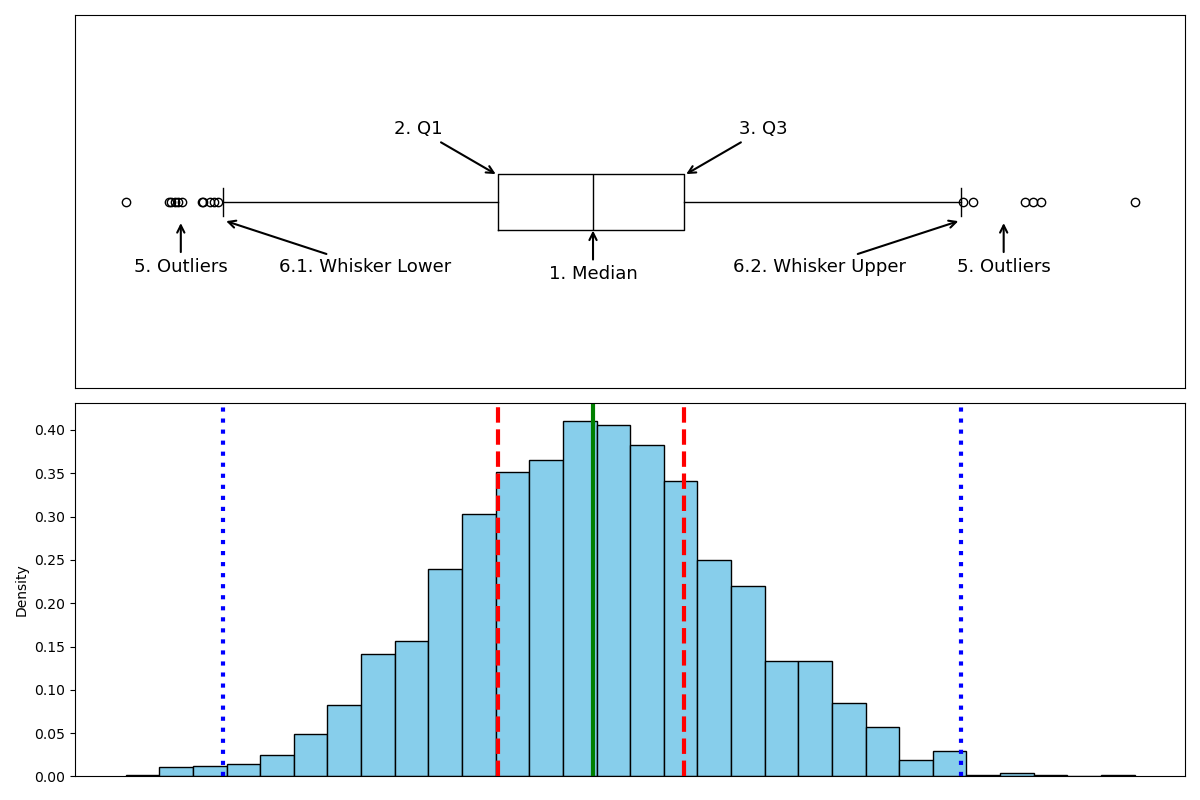 2. Q1
3. Q3
5. Outliers
6.1. Whisker Lower
1. Median
6.2. Whisker Upper
5. Outliers
0.40
0.35
0.30
0.25
0.20
0.15
0.10
0.05
0.00
Density